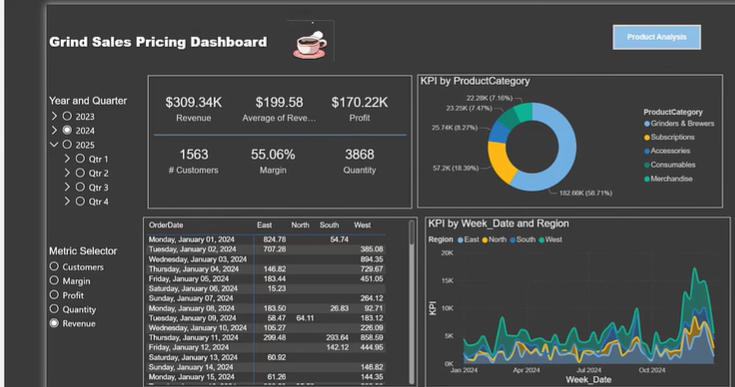 Grind Sales Pricing Dashboard
Product Analysis
Year and Quarter
2023
2024
2025
Qtr 1
Qtr 2
Qtr 3
Qtr 4
Metric Selector
Customers
Margin
Profit
Quantity
Revenue
$309.34K $199.58 $170.22K
Revenue Average of Reve... Profit
1563 55.06% 3868
# Customers Margin Quantity
KPI by ProductCategory
22.28K (7.16%)
23.25K (7.47%)
25.74K (8.27%)
57.2K (18.39%)
182.66K (58.71%)
ProductCategory
Grinders & Brewers
Subscriptions
Accessories
Consumables
Merchandise
OrderDate East North South West
Monday, January 01, 2024 824.78 54.74
Tuesday, January 02, 2024 707.28 385.08
Wednesday, January 03, 2024 894.35
Thursday, January 04, 2024 146.82 729.67
Friday, January 05, 2024 183.44 451.05
Saturday, January 06, 2024 15.23
Sunday, January 07, 2024 264.12
Monday, January 08, 2024 183.50 26.83 92.71
Tuesday, January 09, 2024 58.47 64.11 183.12
Wednesday, January 10, 2024 105.27 226.09
Thursday, January 11, 2024 299.48 293.64 858.59
Friday, January 12, 2024 142.12 444.95
Saturday, January 13, 2024 60.92
Sunday, January 14, 2024 146.82
Monday, January 15, 2024 61.26 144.35
KPI by Week_Date and Region
Region East North South West
20K
15K
10K
5K
0K
KPI
Jan 2024 Apr 2024 Jul 2024 Oct 2024
Week_Date